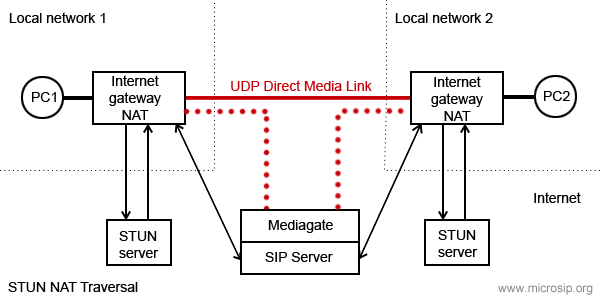 Local network 1
Local network 2
UDP Direct Media Link
PC1
Internet
gateway
NAT
Internet
gateway
NAT
PC2
Internet
STUN
server
Mediagate
SIP Server
STUN
server
STUN NAT Traversal
www.microsip.org